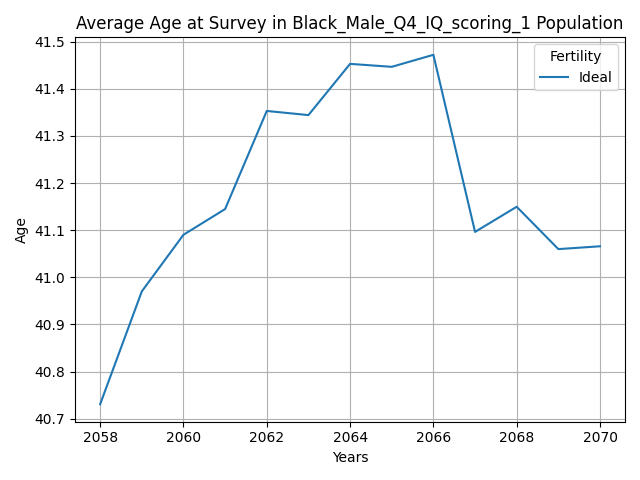 Average Age at Survey in Black_Male_Q4_IQ_scoring_1 Population
41.5
41.4
41.3
41.2
41.1
41.0
40.9
40.8
40.7
Age
Fertility
Ideal
2058 2060 2062 2064 2066 2068 2070
Years